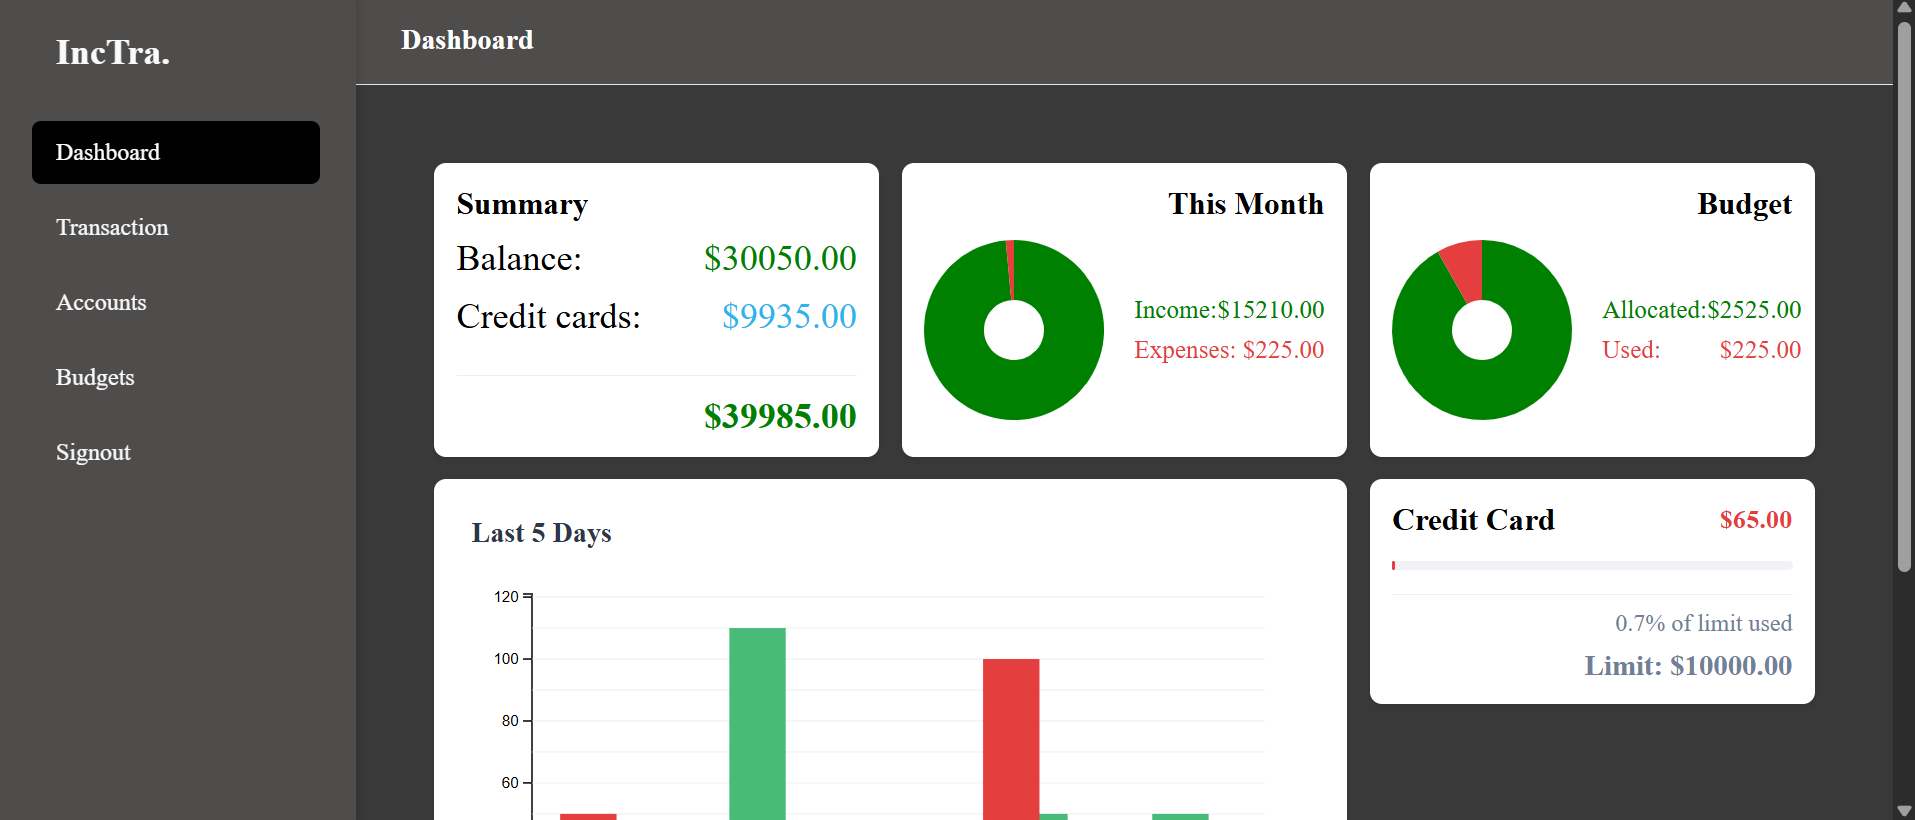 IncTra.
Dashboard
Transaction
Accounts
Budgets
Signout
Dashboard
Summary
Balance: $30050.00
Credit cards: $9935.00
$39985.00
This Month
Income:$15210.00
Expenses: $225.00
Budget
Allocated:$2525.00
Used: $225.00
Last 5 Days
120
100
80
60
Credit Card $65.00
0.7% of limit used
Limit: $10000.00